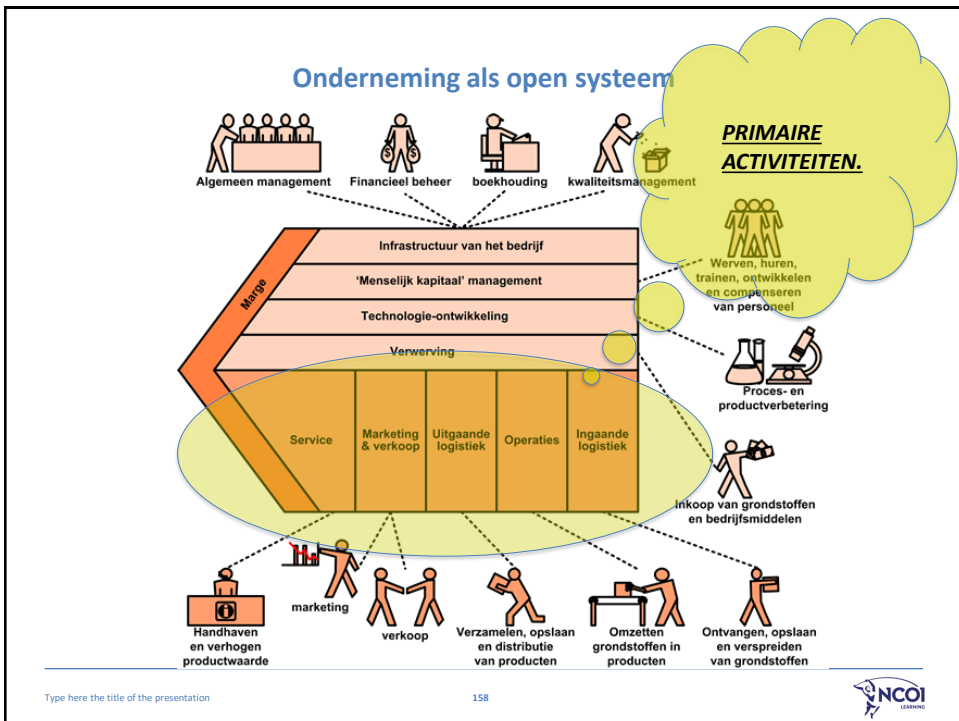 Onderneming als open systeem
PRIMAIRE
ACTIVITEITEN.
Algemeen management
Financieel beheer
boekhouding
kwaliteitsmanagement
Marge
Infrastructuur van het bedrijf
'Menselijk kapitaal' management
Technologie-ontwikkeling
Verwerving
Werven, huren,
trainen, ontwikkelen
en compenseren
van personeel
Proces- en
productverbetering
Inkoop van grondstoffen
en bedrijfsmiddelen
Service
Marketing
& verkoop
Uitgaande
logistiek
Operaties
Ingaande
logistiek
Handhaven
en verhogen
productwaarde
marketing
verkoop
Verzamelen, opslaan
en distributie
van producten
Omzetten
grondstoffen in
producten
Ontvangen, opslaan
en verspreiden
van grondstoffen
Type here the title of the presentation
158
NCOI
LEARNING